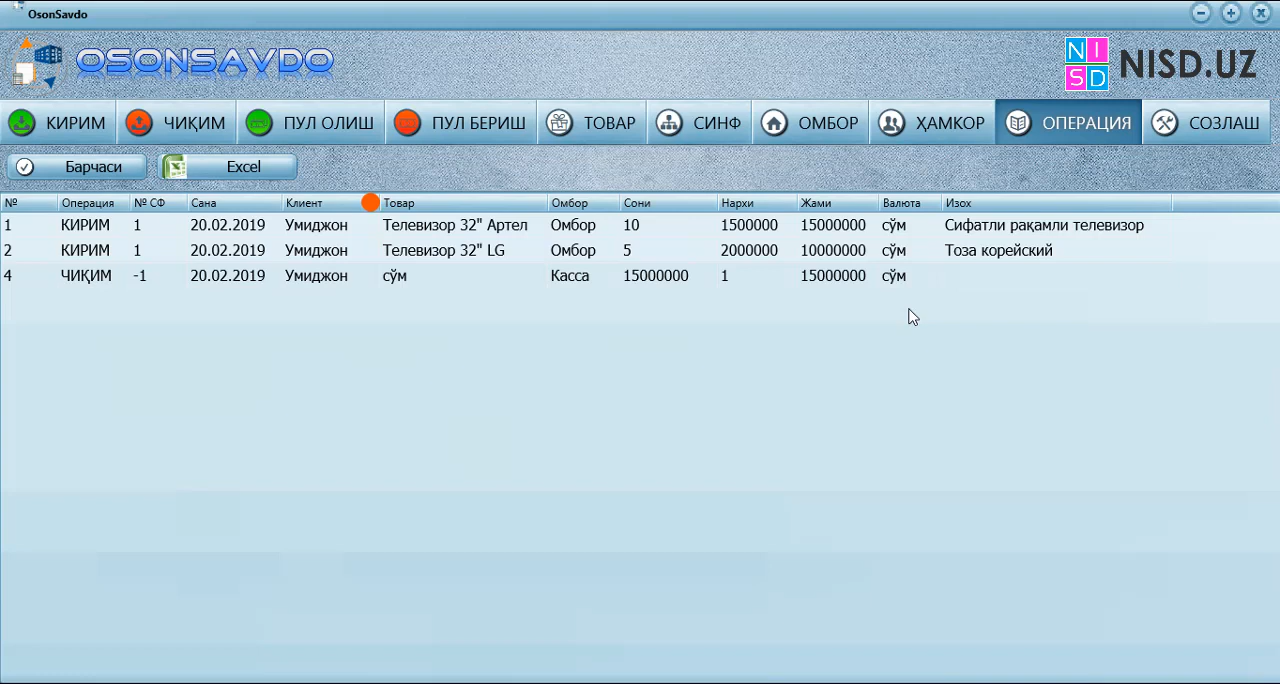 OsonSavdo
OSONSAVDO
NISD
NISD.UZ
КИРИМ ЧИҚИМ ПУЛ ОЛИШ ПУЛ БЕРИШ ТОВАР СИНФ ОМБОР ҲАМКОР ОПЕРАЦИЯ СОЗЛАШ
Барчаси Excel
№ Операция № СФ Сана Клиент Товар Омбор Сони Нархи Жами Валюта Изох
1 КИРИМ 1 20.02.2019 Умиджон Телевизор 32" Артел Омбор 10 1500000 15000000 сўм Сифатли рақамли телевизор
2 КИРИМ 1 20.02.2019 Умиджон Телевизор 32" LG Омбор 5 2000000 10000000 сўм Тоза корейский
4 ЧИҚИМ -1 20.02.2019 Умиджон сўм Касса 15000000 1 15000000 сўм